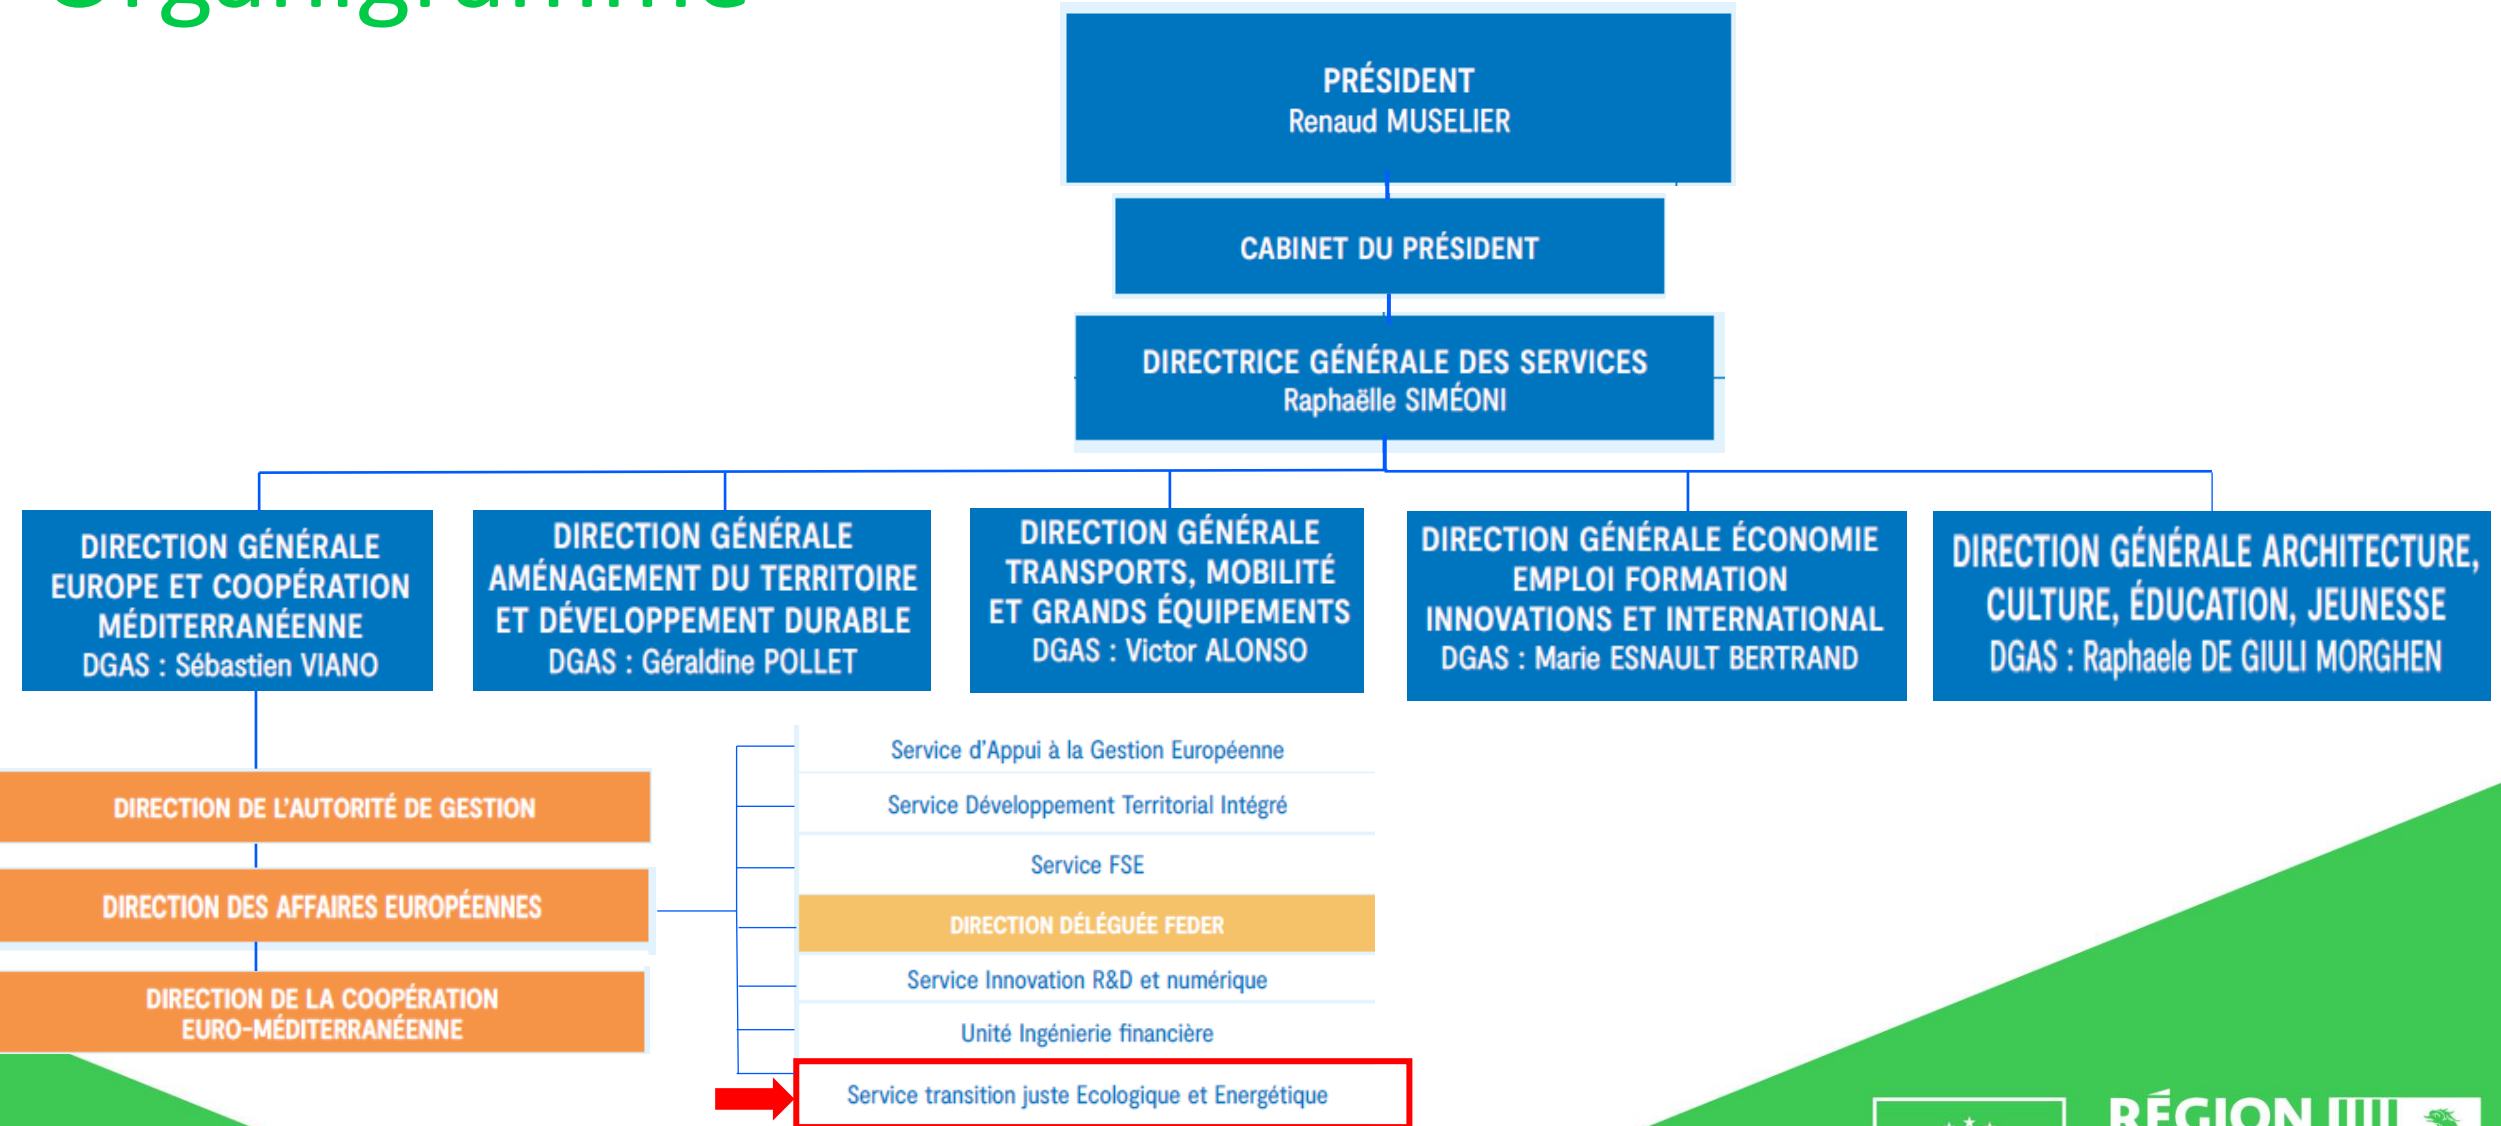 Organigramme
PRÉSIDENT
Renaud MUSELIER
CABINET DU PRÉSIDENT
DIRECTRICE GÉNÉRALE DES SERVICES
Raphaëlle SIMÉONI
DIRECTION GÉNÉRALE
EUROPE ET COOPÉRATION
MÉDITERRANÉENNE
DGAS : Sébastien VIANO
DIRECTION GÉNÉRALE
AMÉNAGEMENT DU TERRITOIRE
ET DÉVELOPPEMENT DURABLE
DGAS : Géraldine POLLET
DIRECTION GÉNÉRALE
TRANSPORTS, MOBILITÉ
ET GRANDS ÉQUIPEMENTS
DGAS : Victor ALONSO
DIRECTION GÉNÉRALE ÉCONOMIE
EMPLOI FORMATION
INNOVATIONS ET INTERNATIONAL
DGAS : Marie ESNAULT BERTRAND
DIRECTION GÉNÉRALE ARCHITECTURE,
CULTURE, ÉDUCATION, JEUNESSE
DGAS : Raphaele DE GIULI MORGHEN
DIRECTION DE L'AUTORITÉ DE GESTION
DIRECTION DES AFFAIRES EUROPÉENNES
DIRECTION DE LA COOPÉRATION
EURO-MÉDITERRANÉENNE
Service d'Appui à la Gestion Européenne
Service Développement Territorial Intégré
Service FSE
DIRECTION DÉLÉGUÉE FEDER
Service Innovation R&D et numérique
Unité Ingénierie financière
Service transition juste Ecologique et Energétique
RÉGION